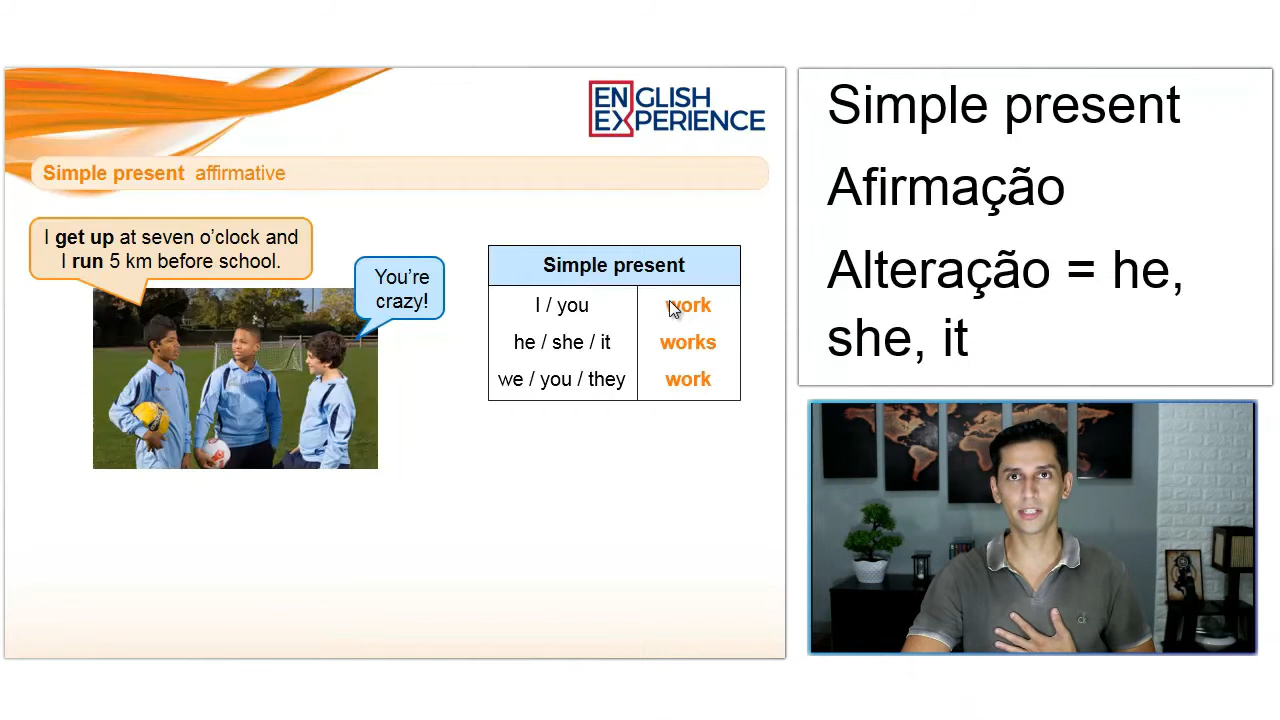 ENGLISH
EXPERIENCE
Simple present affirmative
I get up at seven o’clock and
I run 5 km before school.
You’re
crazy!
Simple present
I / you work
he / she / it works
we / you / they work
Simple present
Afirmação
Alteração = he,
she, it